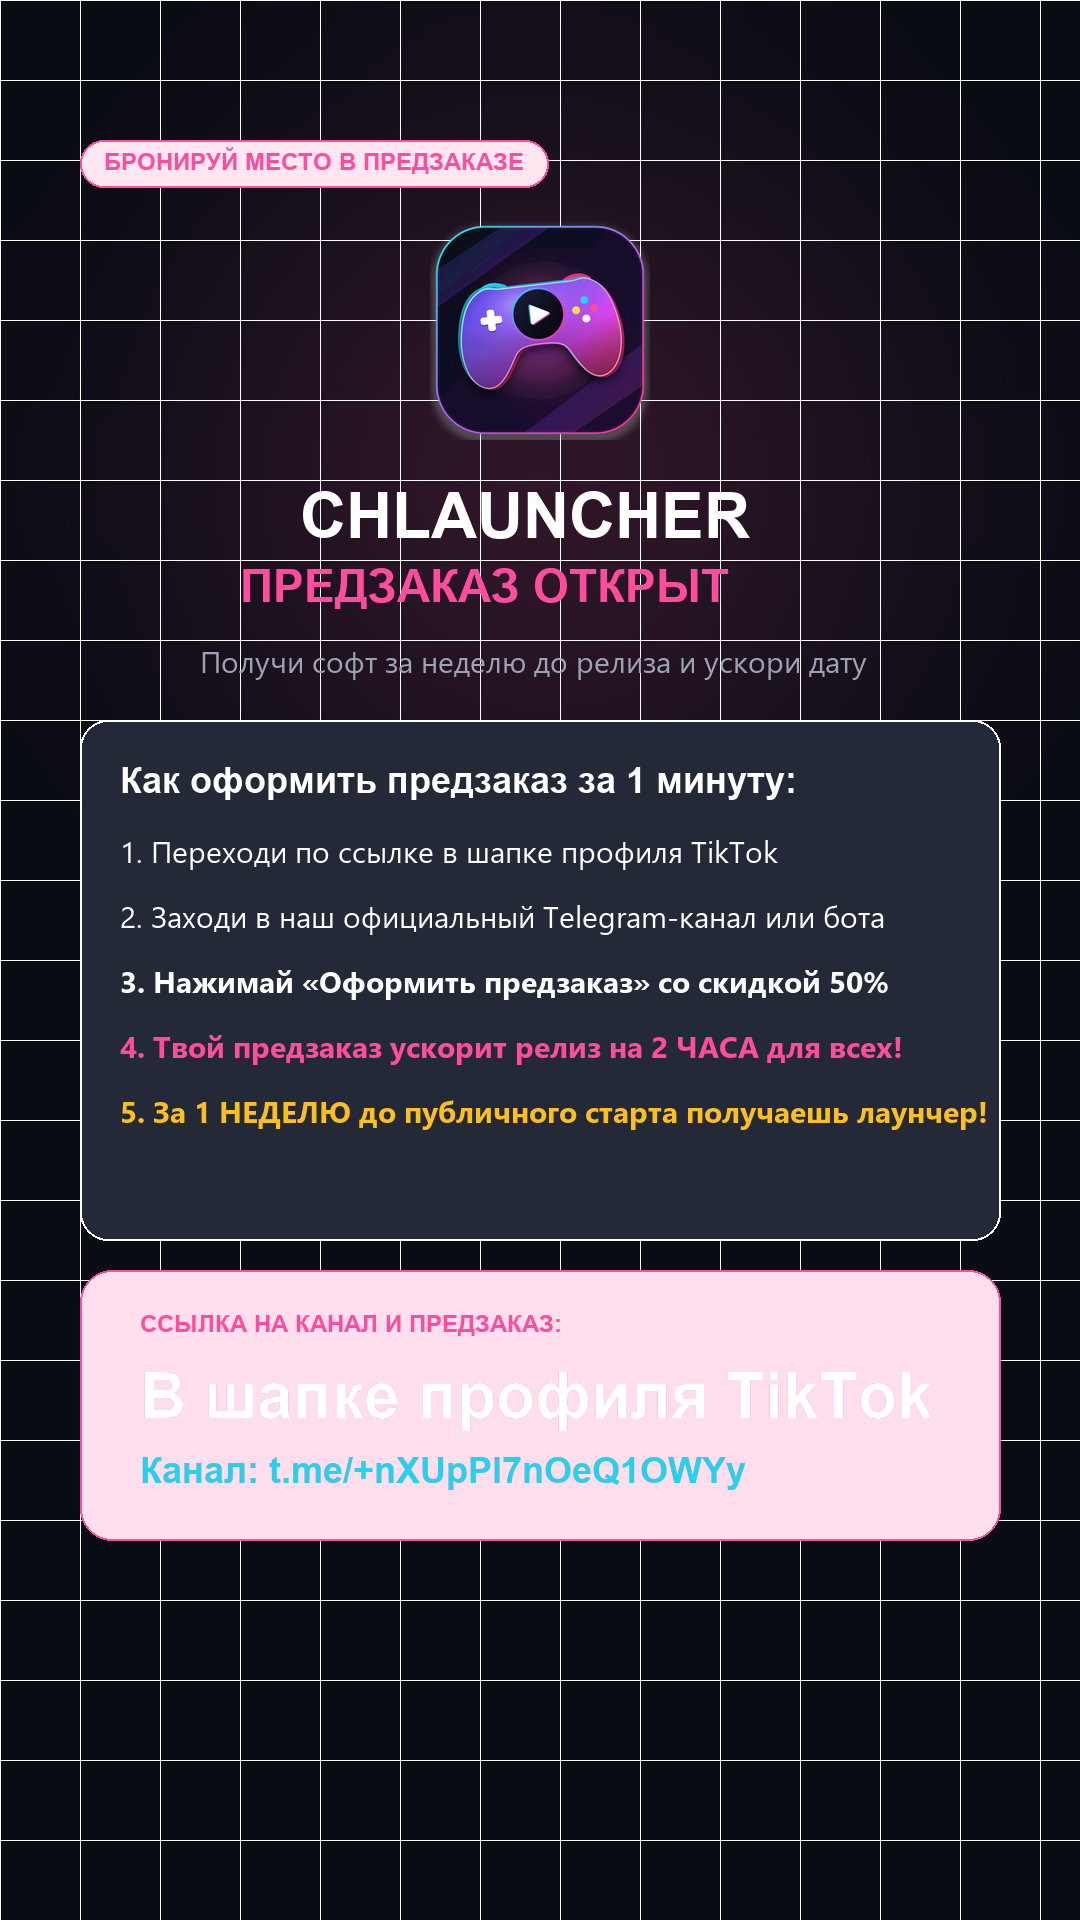 БРОНИРУЙ МЕСТО В ПРЕДЗАКАЗЕ
CHLAUNCHER
ПРЕДЗАКАЗ ОТКРЫТ
Получи софт за неделю до релиза и ускори дату
Как оформить предзаказ за 1 минуту:
1. Переходи по ссылке в шапке профиля TikTok
2. Заходи в наш официальный Telegram-канал или бота
3. Нажимай «Оформить предзаказ» со скидкой 50%
4. Твой предзаказ ускорит релиз на 2 ЧАСА для всех!
5. За 1 НЕДЕЛЮ до публичного старта получаешь лаунчер!
ССЫЛКА НА КАНАЛ И ПРЕДЗАКАЗ:
В шапке профиля TikTok
Канал: t.me/+nXUpPI7nOeQ1OWYy